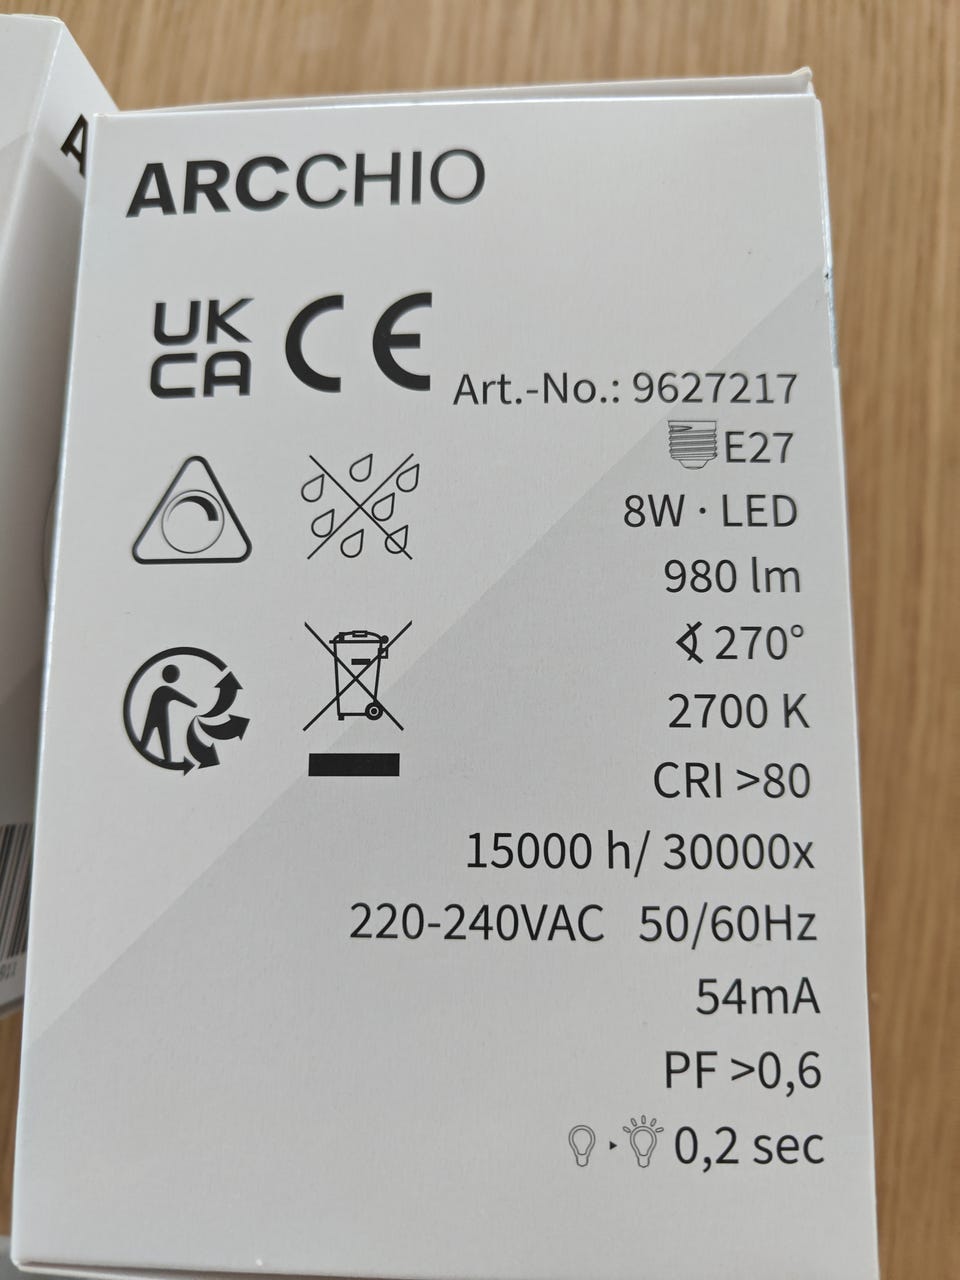 ARCCHIO
UK
CA CE
Art.-No.: 9627217
E27
8W · LED
980 lm
270°
2700 K
CRI >80
15000 h/ 30000x
220-240VAC 50/60Hz
54mA
PF >0,6
0,2 sec